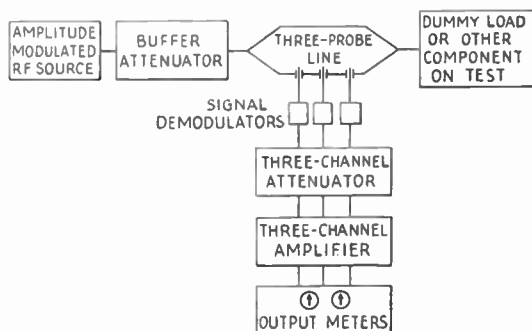 AMPLITUDE
MODULATED
RF SOURCE
BUFFER
ATTENUATOR
THREE-PROBE
LINE
DUMMY LOAD
OR OTHER
COMPONENT
ON TEST
SIGNAL
DEMODULATORS
THREE-CHANNEL
ATTENUATOR
THREE-CHANNEL
AMPLIFIER
OUTPUT METERS